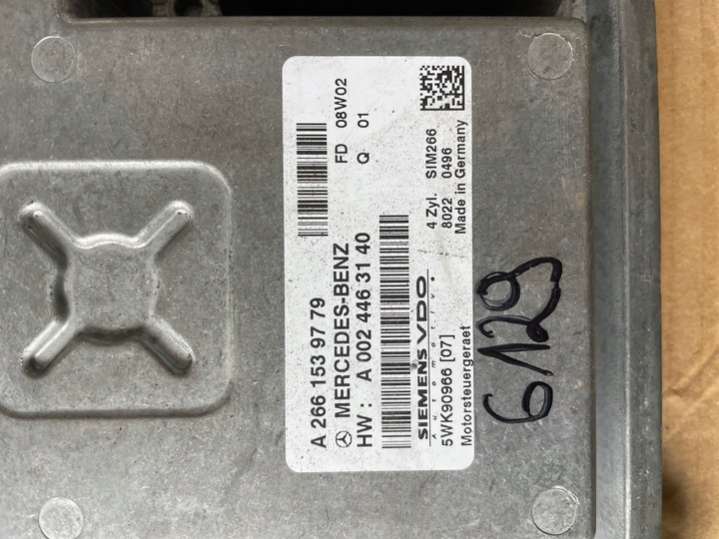 A 266 153 97 79
MERCEDES-BENZ
HW: A 002 446 31 40
FD 08W02
Q 01
SIEMENS VDO
Automotive
5WK90966 [07]
Motorsteuergeraet
4 Zyl. SIM266
8022 0496
Made in Germany
6129